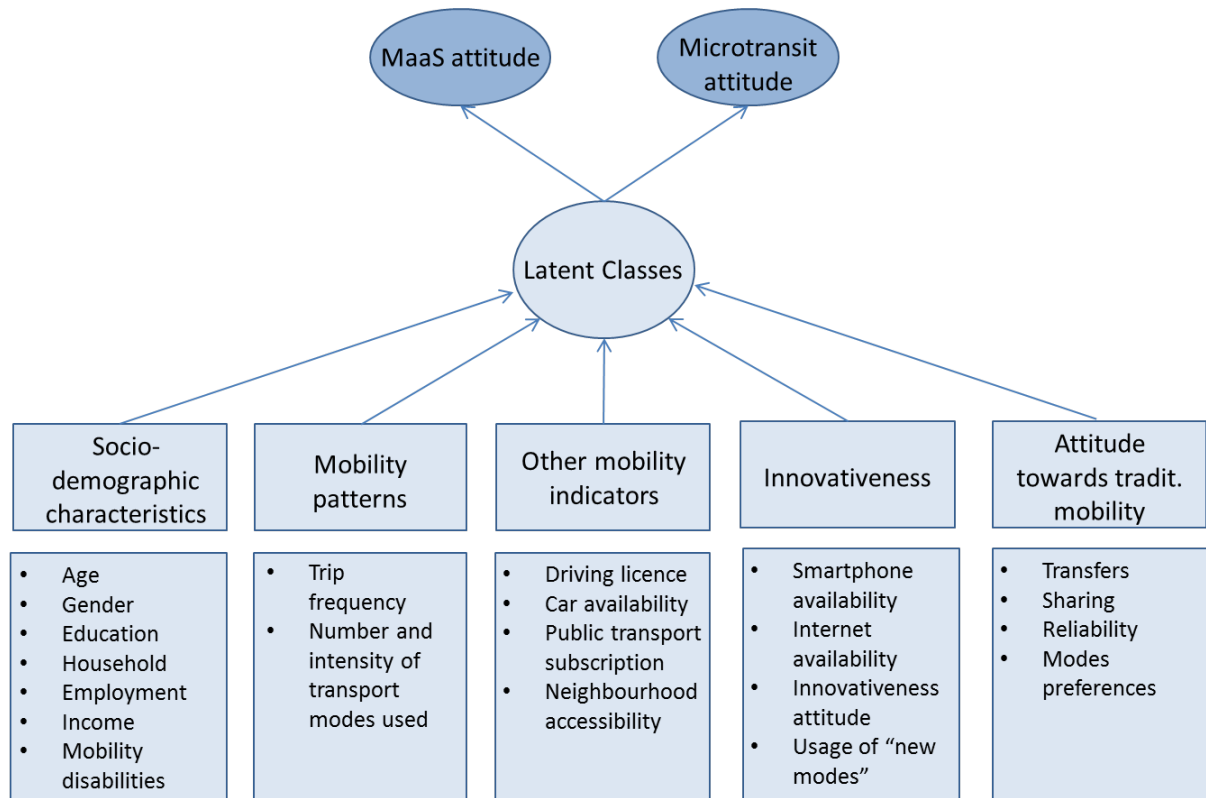 MaaS attitude
Microtransit
attitude
Latent Classes
Socio-
demographic
characteristics
Mobility
patterns
Other mobility
indicators
Innovativeness
Attitude
towards tradit.
mobility
• Age
• Gender
• Education
• Household
• Employment
• Income
• Mobility
disabilities
• Trip
frequency
• Number and
intensity of
transport
modes used
• Driving licence
• Car availability
• Public transport
subscription
• Neighbourhood
accessibility
• Smartphone
availability
• Internet
availability
• Innovativeness
attitude
• Usage of “new
modes”
• Transfers
• Sharing
• Reliability
• Modes
preferences